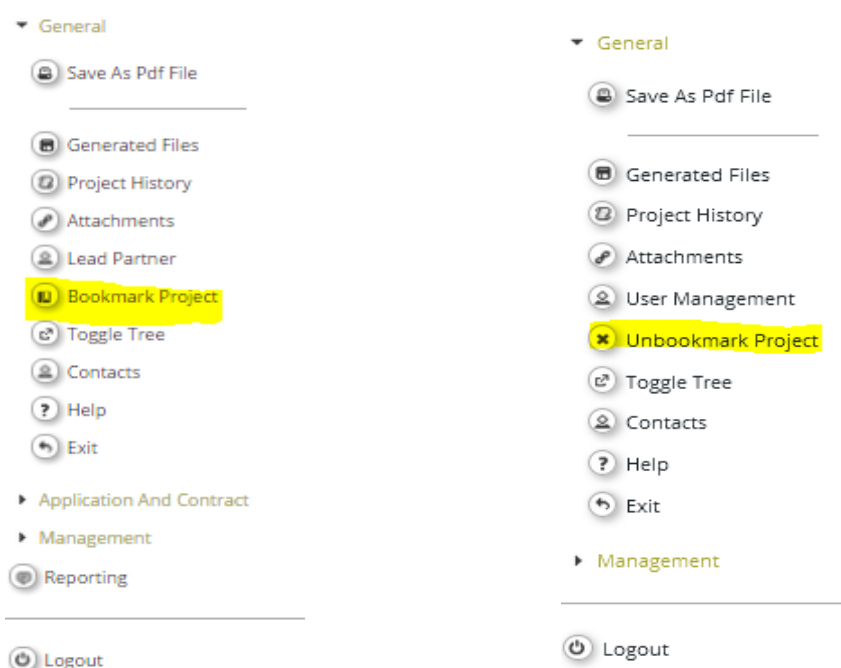 General
Save As Pdf File
Generated Files
Project History
Attachments
Lead Partner
Bookmark Project
Toggle Tree
Contacts
Help
Exit
Application And Contract
Management
Reporting
Logout
General
Save As Pdf File
Generated Files
Project History
Attachments
User Management
Unbookmark Project
Toggle Tree
Contacts
Help
Exit
Management
Logout